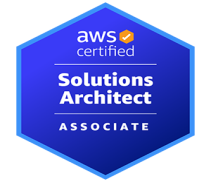 aws
certified
Solutions
Architect
ASSOCIATE